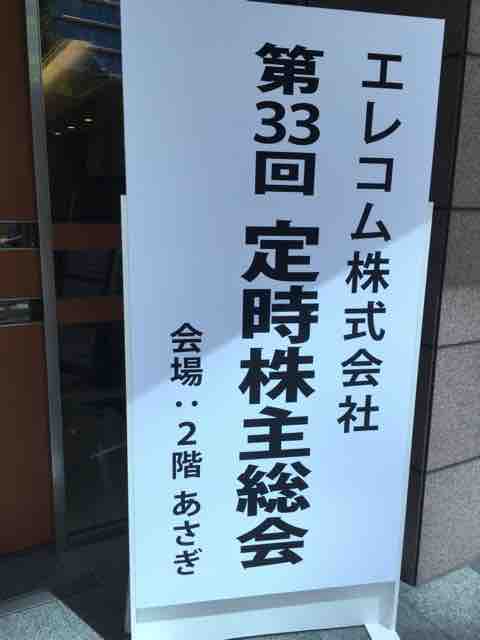 エレコム株式会社
第33回 定時株主総会
会場：2階 あさぎ